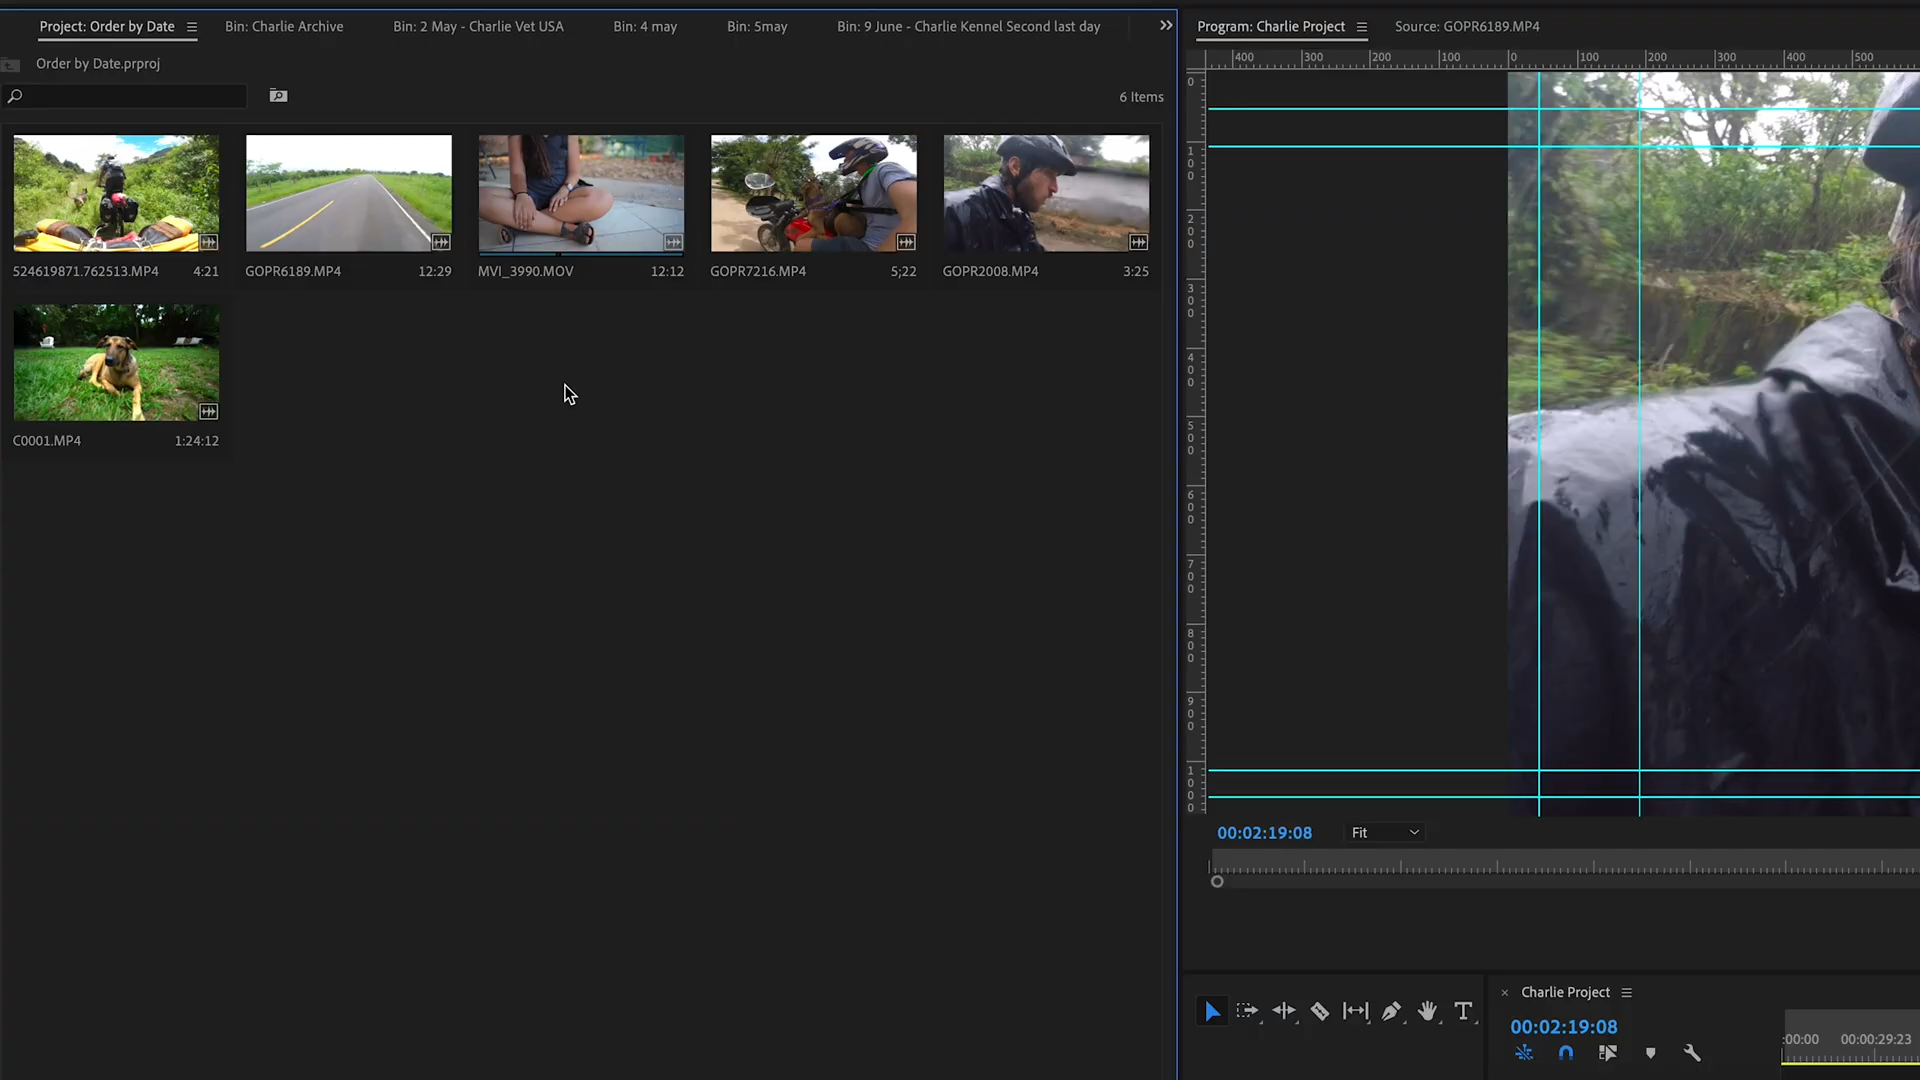 Project: Order by Date
Bin: Charlie Archive
Bin: 2 May - Charlie Vet USA
Bin: 4 may
Bin: 5may
Bin: 9 June - Charlie Kennel Second last day
Program: Charlie Project
Source: GOPR6189.MP4
Order by Date.prproj
6 Items
400 300 200 100 0 100 200 300 400 500
0
100
200
300
400
500
600
700
800
900
1000
524619871.762513.MP4 4:21
GOPR6189.MP4 12:29
MVI_3990.MOV 12:12
GOPR7216.MP4 5;22
GOPR2008.MP4 3:25
C0001.MP4 1:24:12
00:02:19:08
Fit
Charlie Project
00:02:19:08
:00:00 00:00:29:23